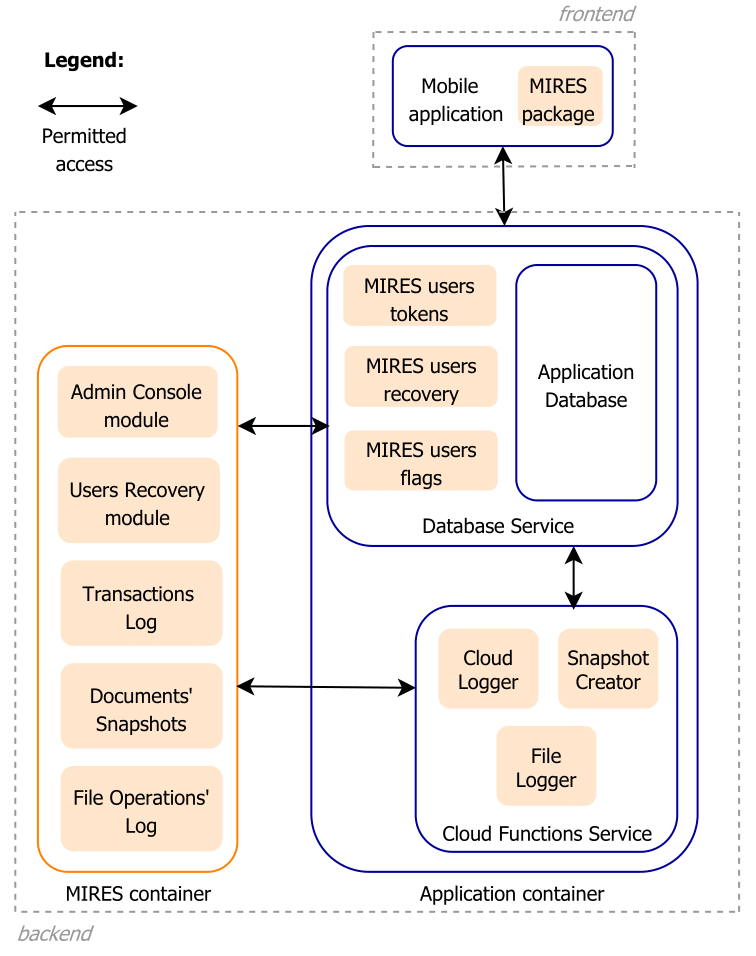 frontend
Legend:
Permitted
access
Mobile
application
MIRES
package
MIRES users
tokens
MIRES users
recovery
MIRES users
flags
Application
Database
Database Service
Admin Console
module
Users Recovery
module
Transactions
Log
Documents'
Snapshots
File Operations'
Log
MIRES container
Cloud
Logger
Snapshot
Creator
File
Logger
Cloud Functions Service
Application container
backend